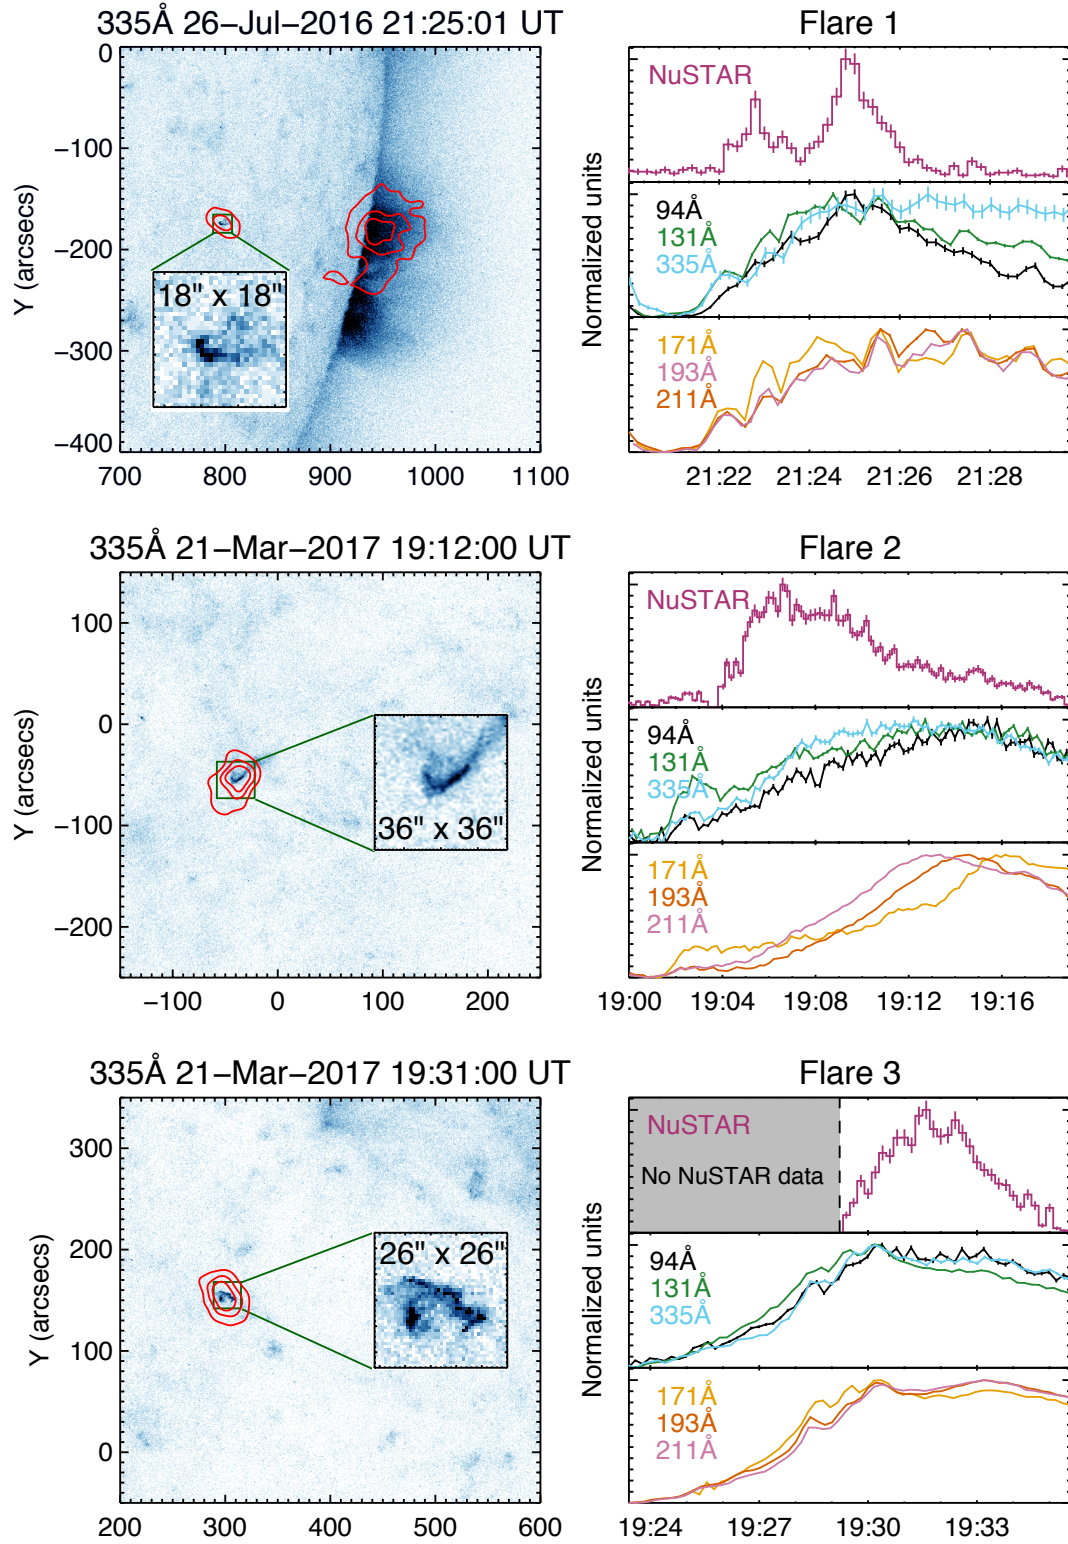 335Å 26−Jul−2016 21:25:01 UT
Flare 1
0
−100
−200
−300
−400
Y (arcsecs)
18" x 18"
700 800 900 1000 1100
Normalized units
NuSTAR
94Å
131Å
335Å
171Å
193Å
211Å
21:22 21:24 21:26 21:28
335Å 21−Mar−2017 19:12:00 UT
Flare 2
100
0
−100
−200
Y (arcsecs)
36" x 36"
−100 0 100 200
Normalized units
NuSTAR
94Å
131Å
335Å
171Å
193Å
211Å
19:00 19:04 19:08 19:12 19:16
335Å 21−Mar−2017 19:31:00 UT
Flare 3
300
200
100
0
Y (arcsecs)
26" x 26"
200 300 400 500 600
Normalized units
NuSTAR
No NuSTAR data
94Å
131Å
335Å
171Å
193Å
211Å
19:24 19:27 19:30 19:33